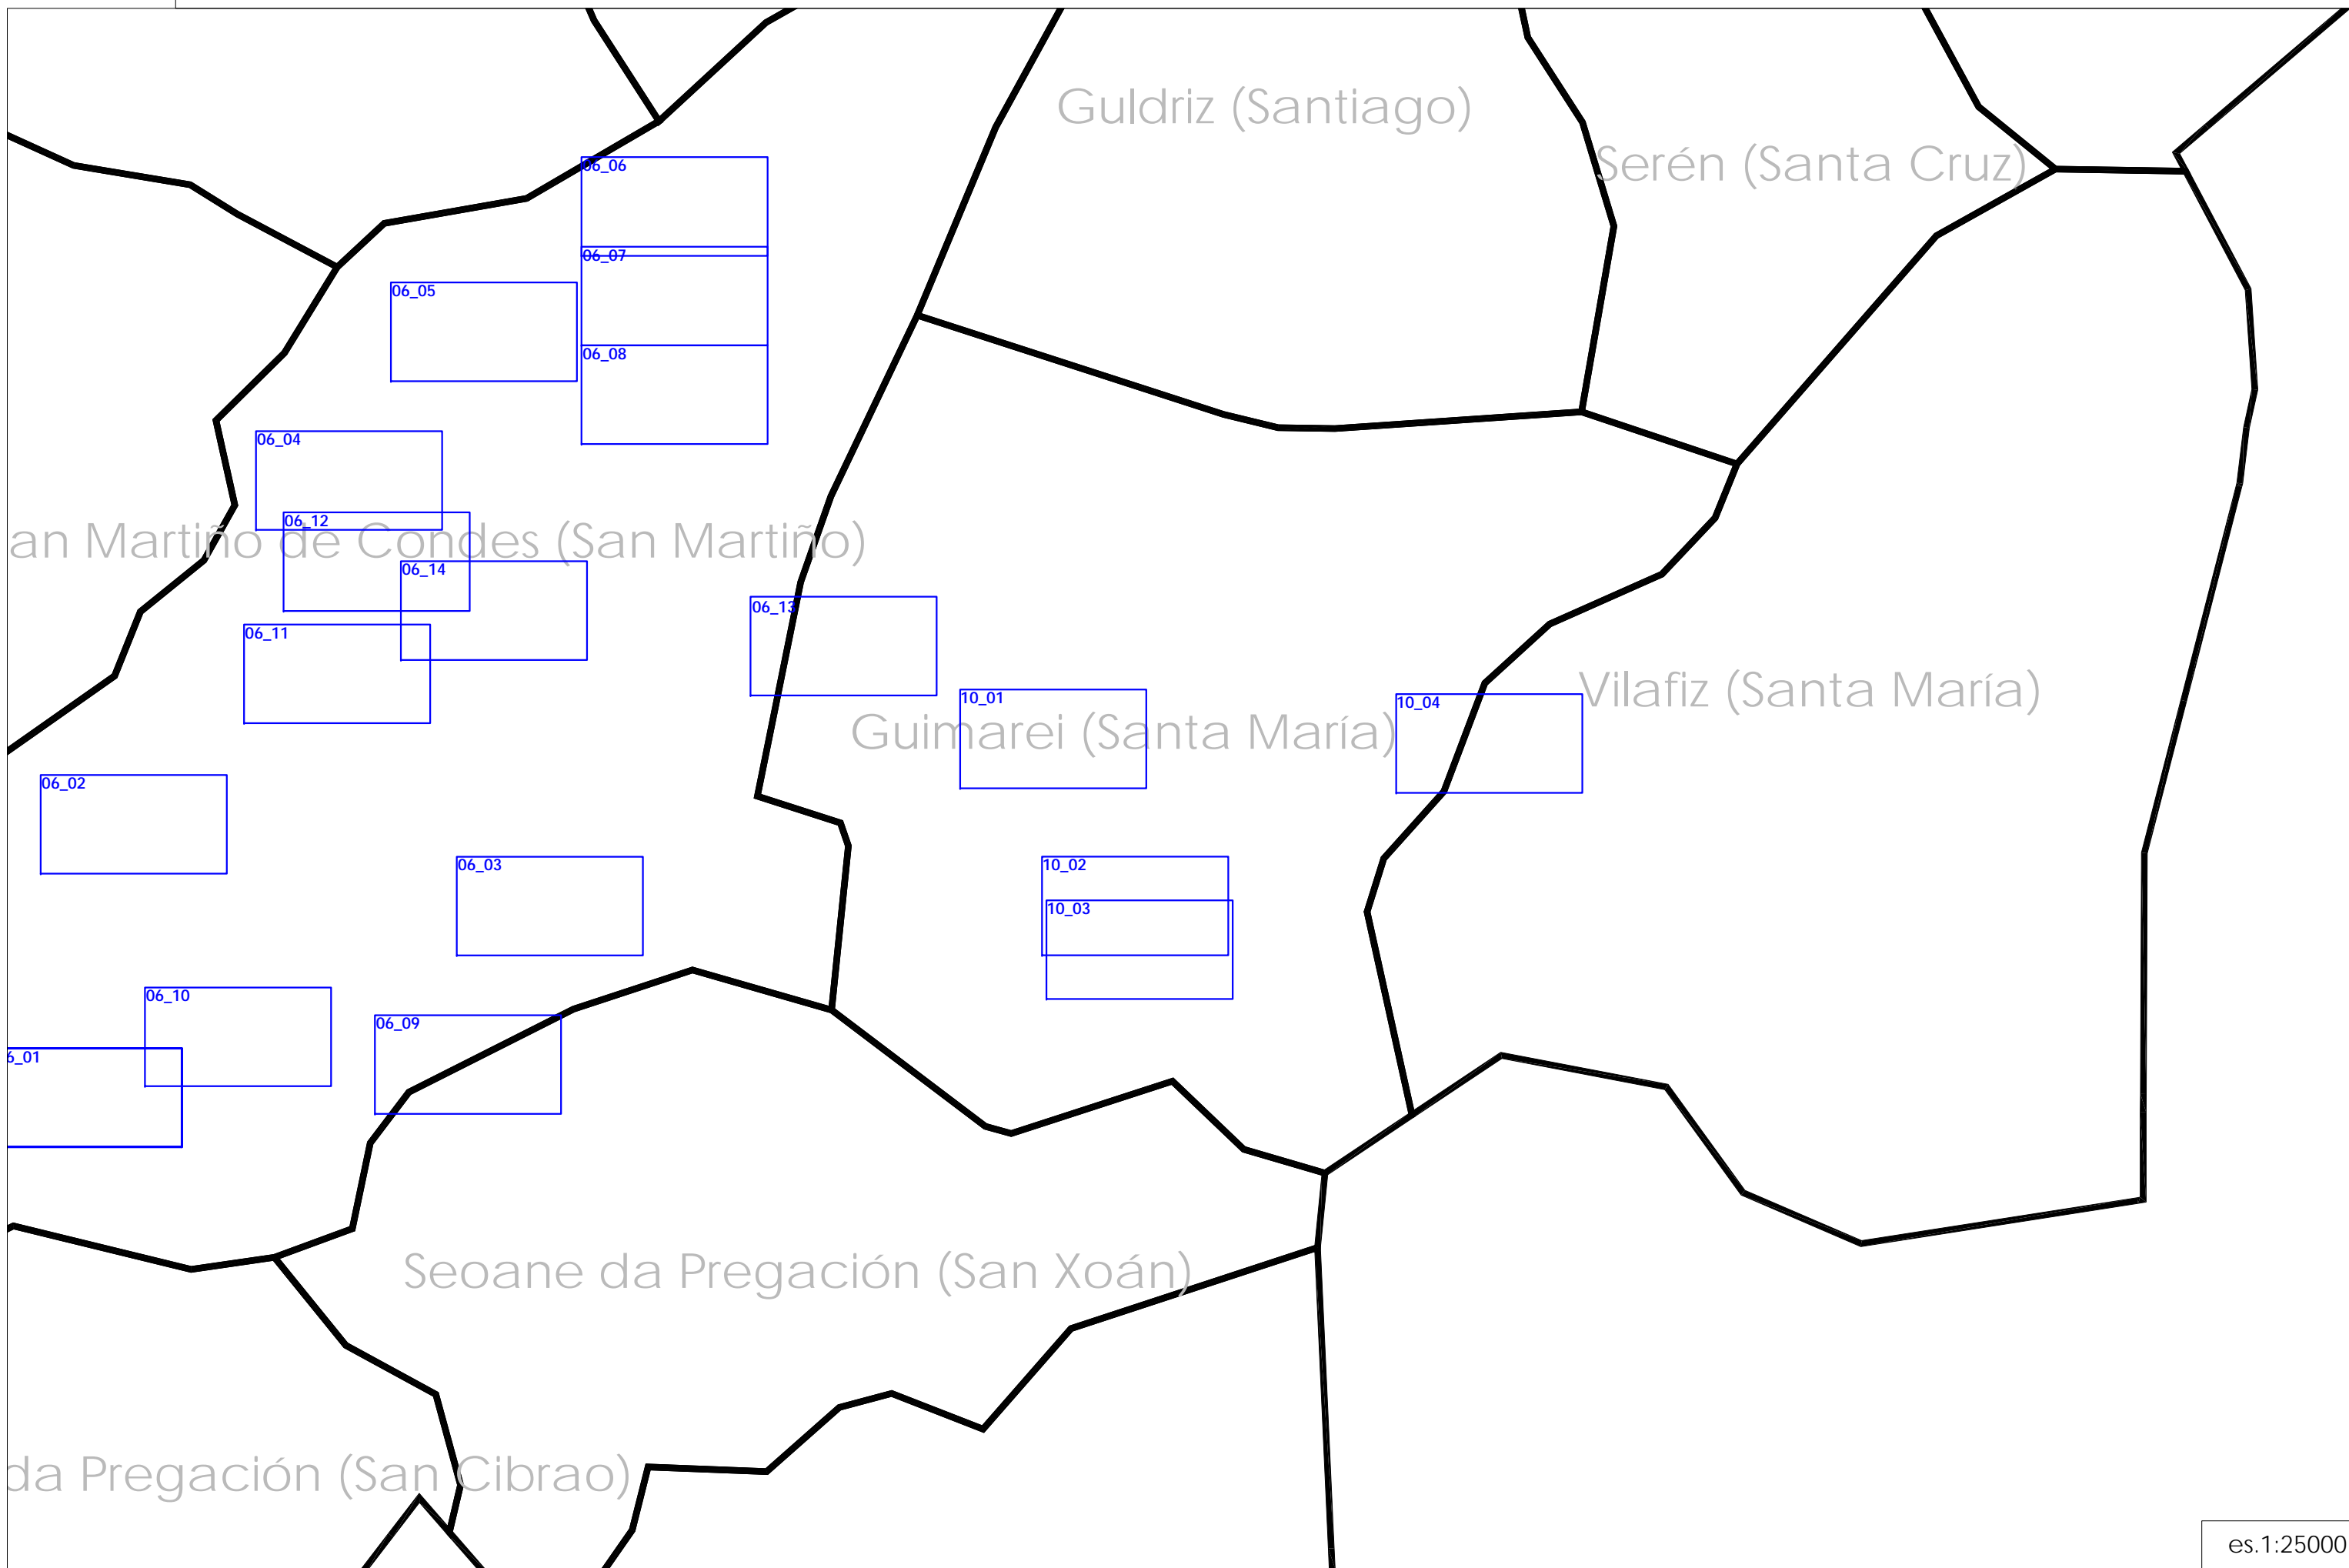 Guldriz (Santiago)
Serén (Santa Cruz)
06_06
06_07
06_05
06_08
06_04
06_12
an Martiño de Condes (San Martiño)
06_14
06_13
06_11
10_01
10_04
Vilafiz (Santa María)
Guimarei (Santa María)
06_02
06_03
10_02
10_03
06_10
06_09
6_01
Seoane da Pregación (San Xoán)
da Pregación (San Cibrao)
es.1:25000